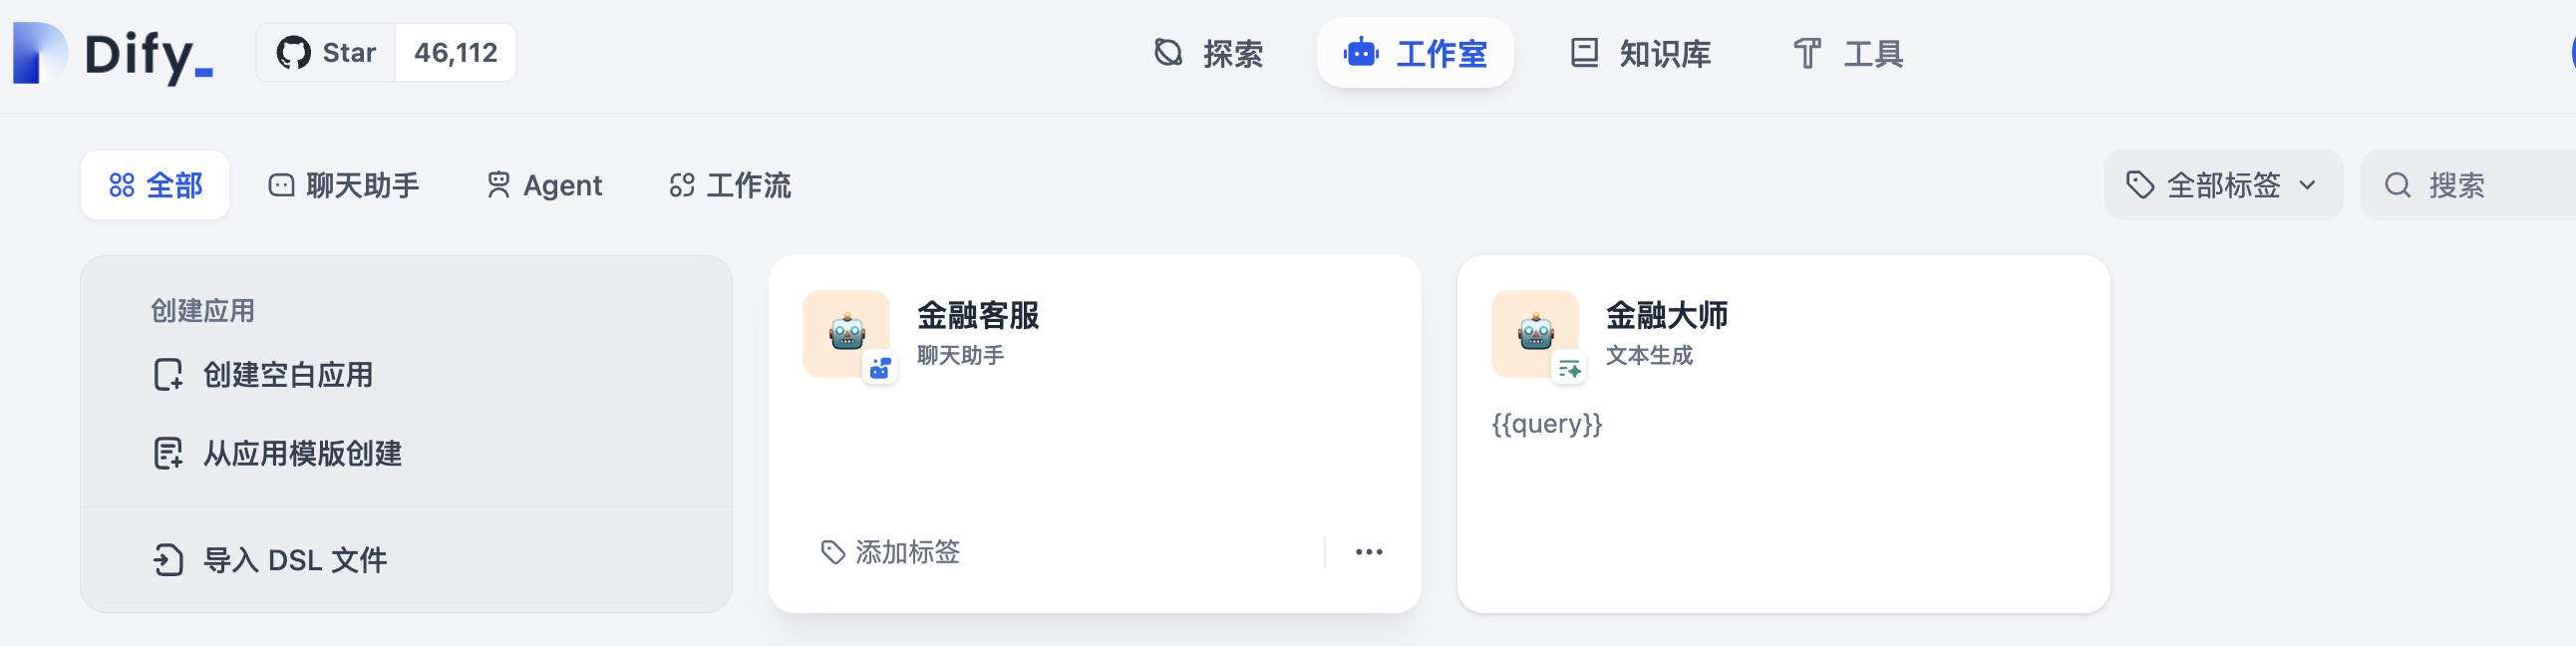 Dify_
Star 46,112
探索 工作室 知识库 工具
全部 聊天助手 Agent 工作流 全部标签 搜索
创建应用
创建空白应用
从应用模版创建
导入 DSL 文件
金融客服
聊天助手
添加标签
金融大师
文本生成
{{query}}